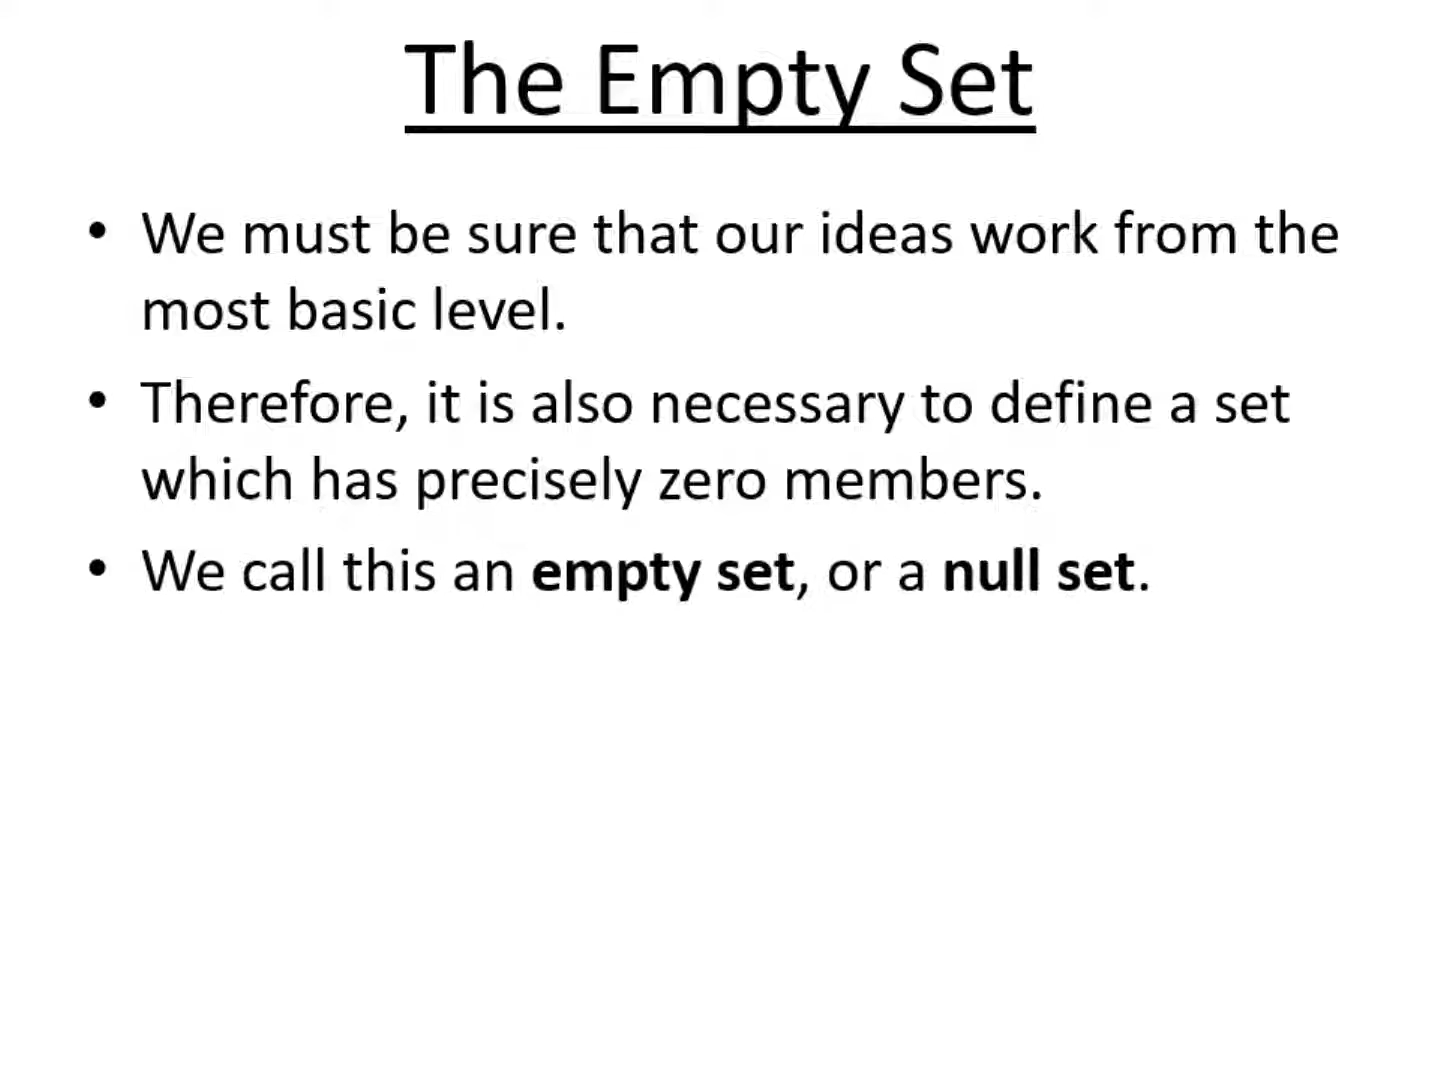 The Empty Set
• We must be sure that our ideas work from the
most basic level.
• Therefore, it is also necessary to define a set
which has precisely zero members.
• We call this an empty set, or a null set.